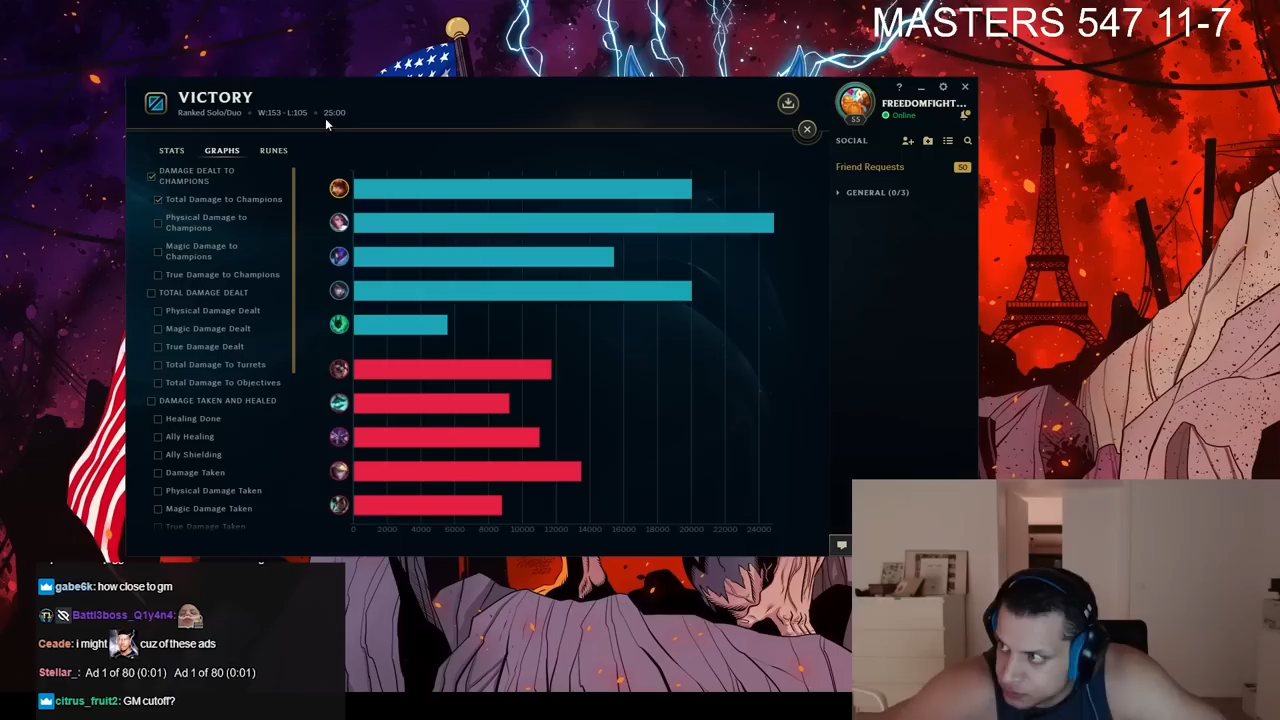 MASTERS 547 11-7
VICTORY
Ranked Solo/Duo • W:153 - L:105 • 25:00
?
55
FREEDOMFIGHT...
Online
SOCIAL
Friend Requests 50
GENERAL (0/3)
STATS GRAPHS RUNES
DAMAGE DEALT TO
CHAMPIONS
Total Damage to Champions
Physical Damage to
Champions
Magic Damage to
Champions
True Damage to Champions
TOTAL DAMAGE DEALT
Physical Damage Dealt
Magic Damage Dealt
True Damage Dealt
Total Damage To Turrets
Total Damage To Objectives
DAMAGE TAKEN AND HEALED
Healing Done
Ally Healing
Ally Shielding
Damage Taken
Physical Damage Taken
Magic Damage Taken
True Damage Taken
0 2000 4000 6000 8000 10000 12000 14000 16000 18000 20000 22000 24000
gabe6k: how close to gm
Battl3boss_Q1y4n4:
Ceade: i might cuz of these ads
Stellar_: Ad 1 of 80 (0:01) Ad 1 of 80 (0:01)
citrus_fruit2: GM cutoff?